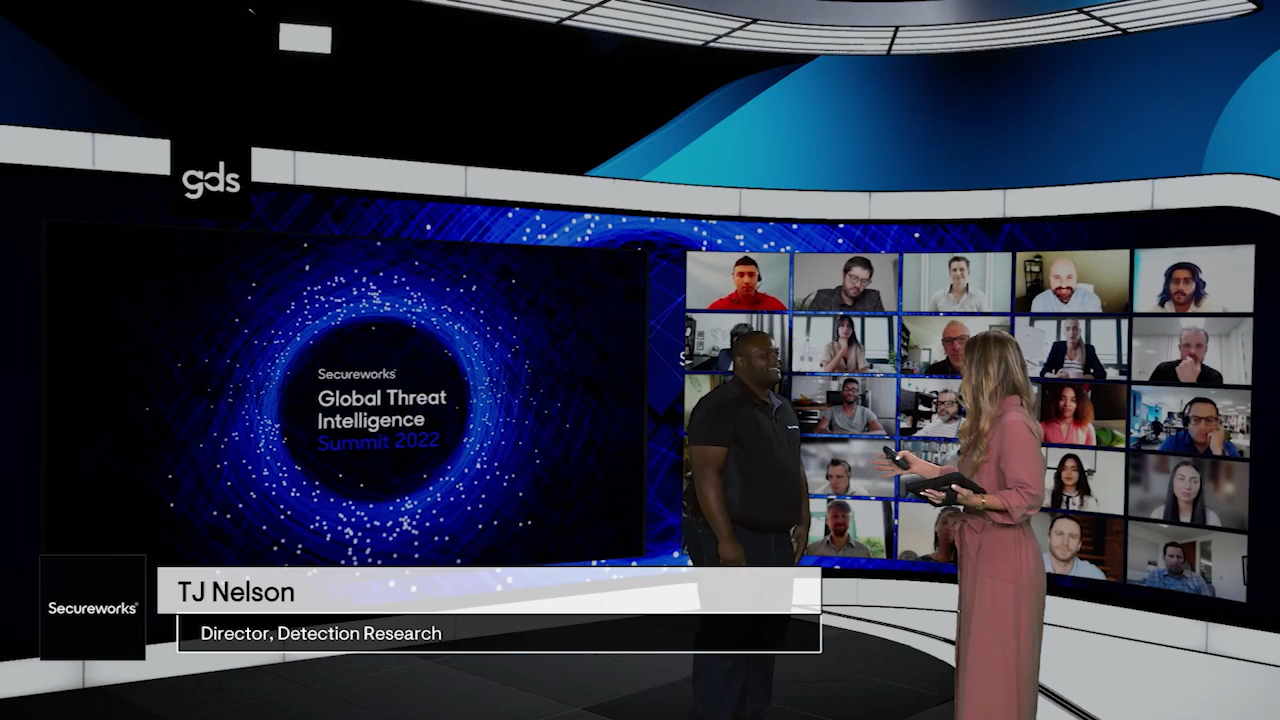 gds
Secureworks
Global Threat
Intelligence
Summit 2022
Secureworks
TJ Nelson
Director, Detection Research